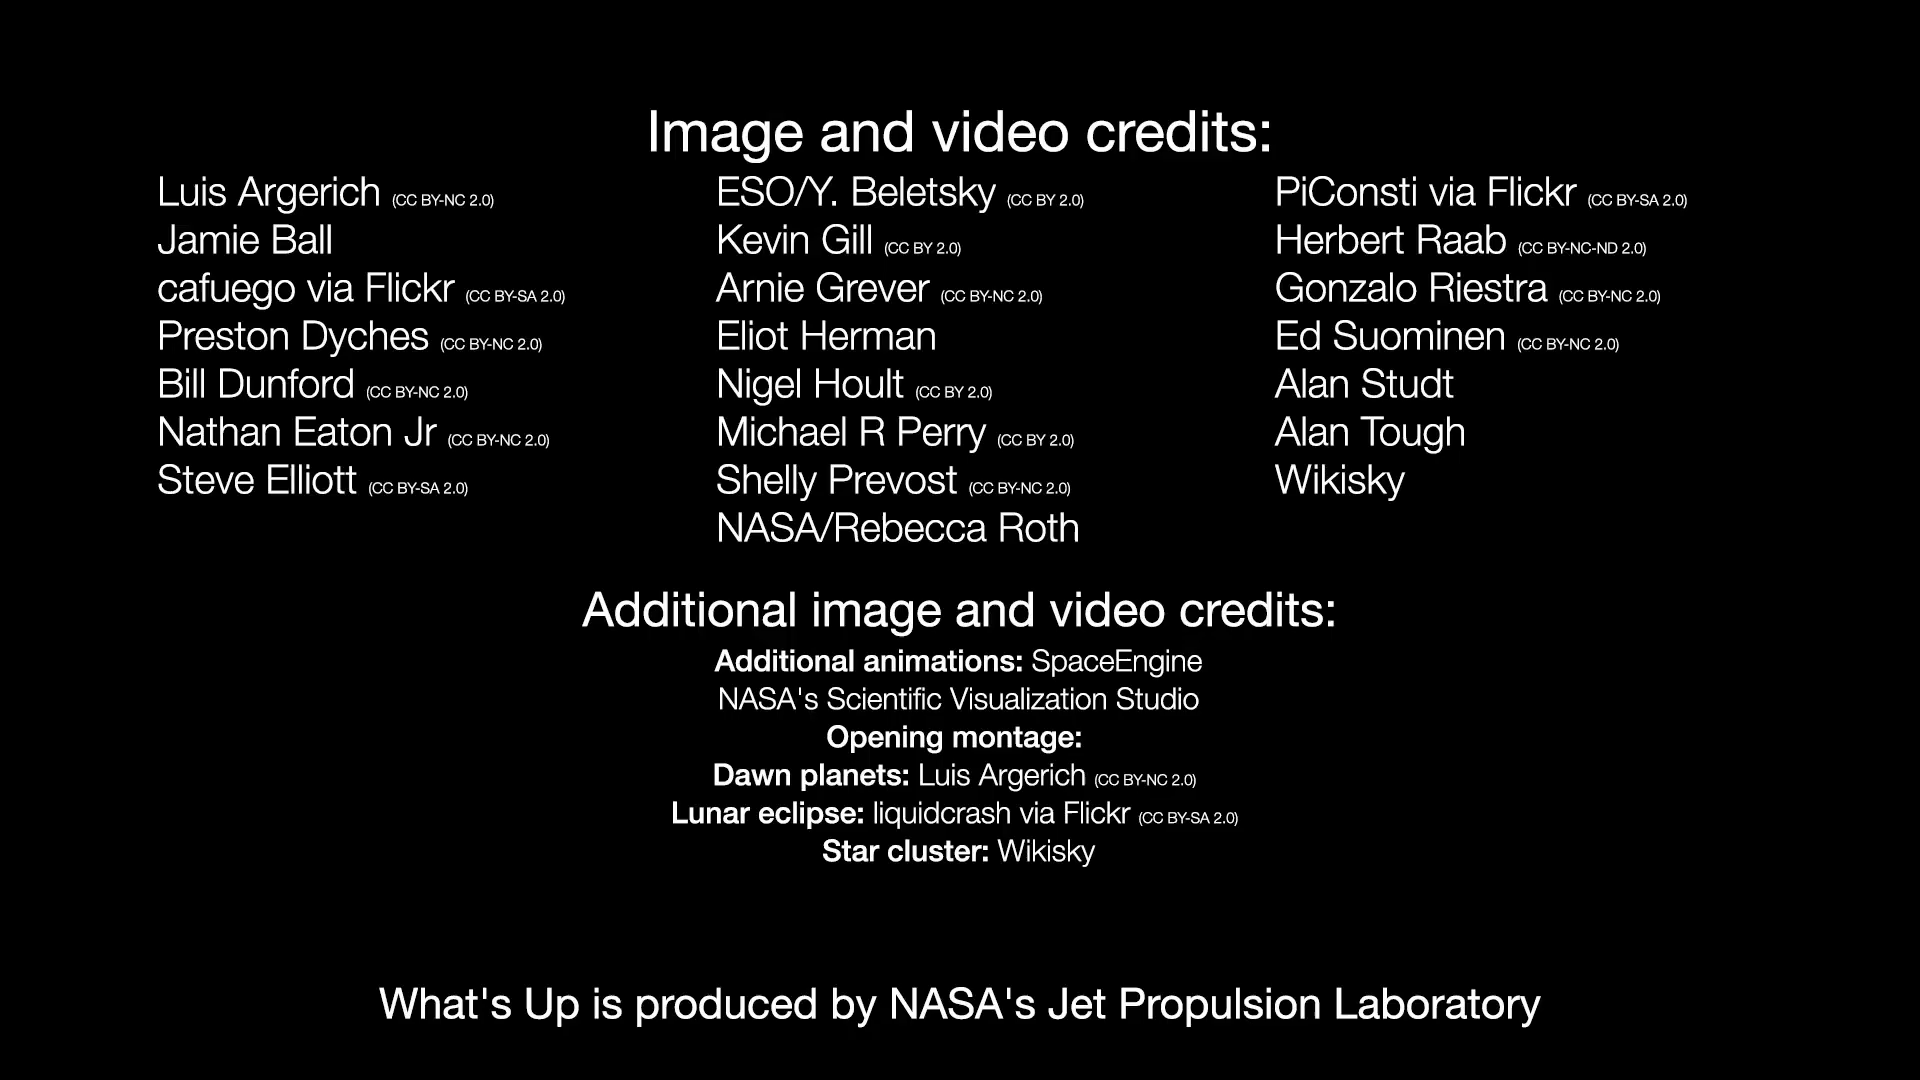 Image and video credits:
Luis Argerich (CC BY-NC 2.0)
Jamie Ball
cafuego via Flickr (CC BY-SA 2.0)
Preston Dyches (CC BY-NC 2.0)
Bill Dunford (CC BY-NC 2.0)
Nathan Eaton Jr (CC BY-NC 2.0)
Steve Elliott (CC BY-SA 2.0)
ESO/Y. Beletsky (CC BY 2.0)
Kevin Gill (CC BY 2.0)
Arnie Grever (CC BY-NC 2.0)
Eliot Herman
Nigel Hoult (CC BY 2.0)
Michael R Perry (CC BY 2.0)
Shelly Prevost (CC BY-NC 2.0)
NASA/Rebecca Roth
PiConsti via Flickr (CC BY-SA 2.0)
Herbert Raab (CC BY-NC-ND 2.0)
Gonzalo Riestra (CC BY-NC 2.0)
Ed Suominen (CC BY-NC 2.0)
Alan Studt
Alan Tough
Wikisky
Additional image and video credits:
Additional animations: SpaceEngine
NASA's Scientific Visualization Studio
Opening montage:
Dawn planets: Luis Argerich (CC BY-NC 2.0)
Lunar eclipse: liquidcrash via Flickr (CC BY-SA 2.0)
Star cluster: Wikisky
What's Up is produced by NASA's Jet Propulsion Laboratory